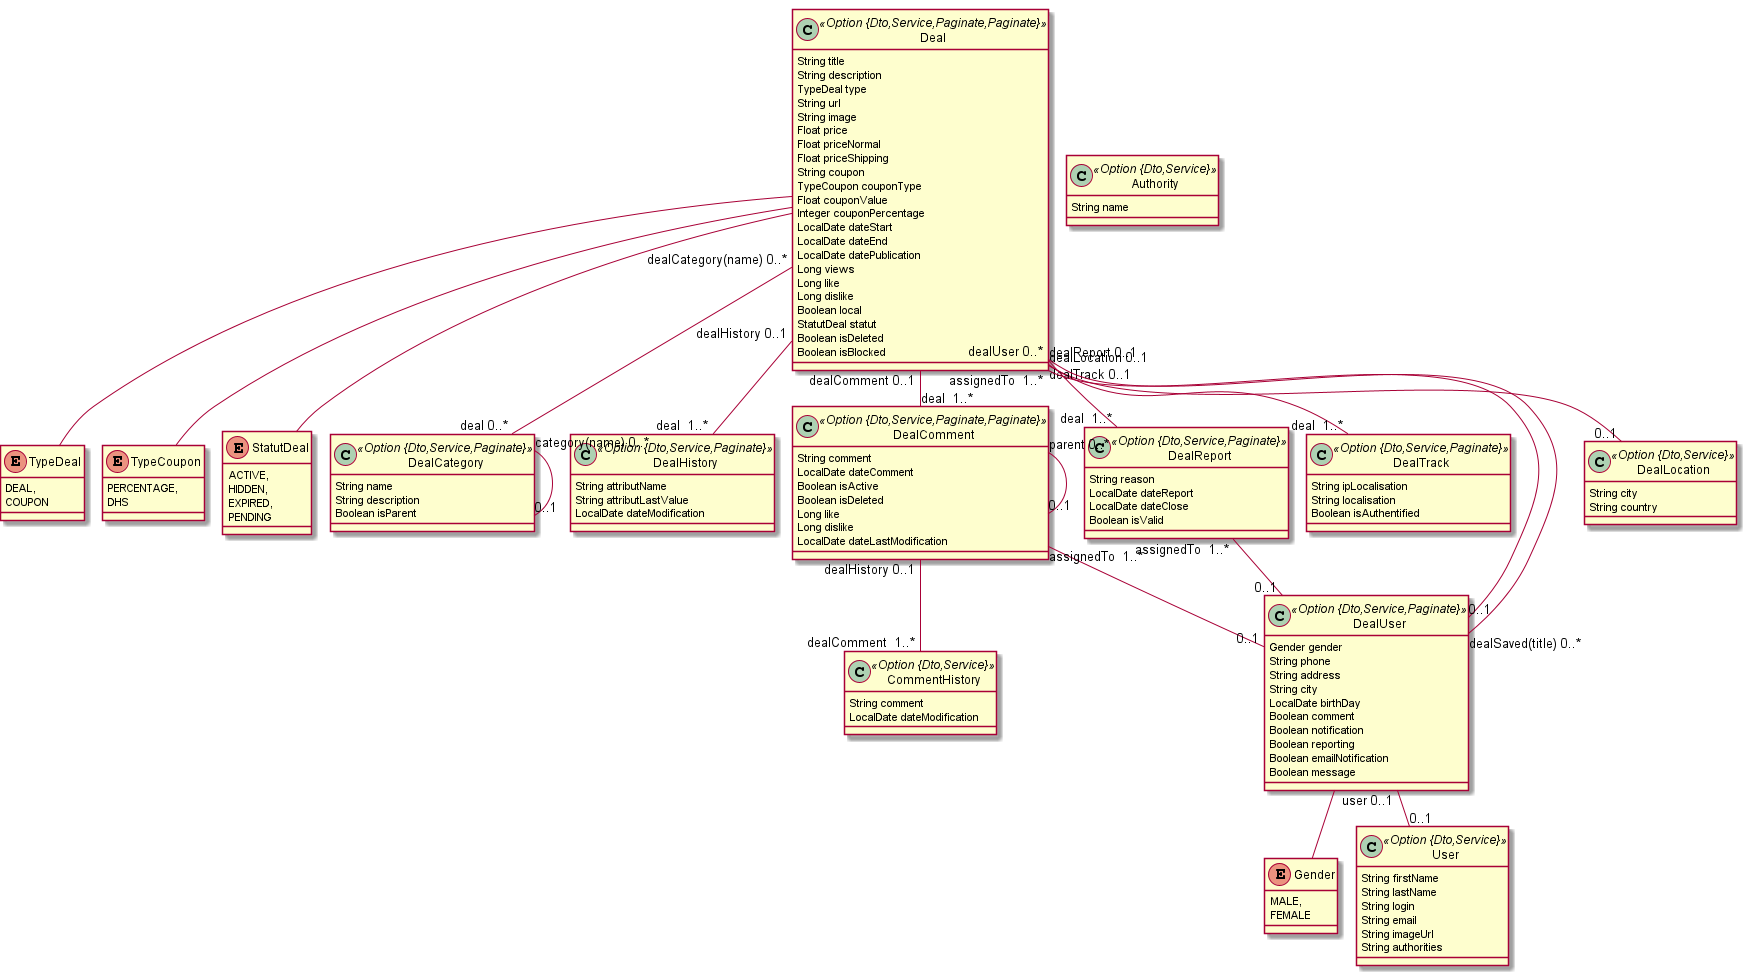 C «Option {Dto,Service,Paginate,Paginate}»
Deal
String title
String description
TypeDeal type
String url
String image
Float price
Float priceNormal
Float priceShipping
String coupon
TypeCoupon couponType
Float couponValue
Integer couponPercentage
LocalDate dateStart
LocalDate dateEnd
LocalDate datePublication
Long views
Long like
Long dislike
Boolean local
StatutDeal statut
Boolean isDeleted
Boolean isBlocked
C «Option {Dto,Service}»
Authority
String name
dealCategory(name) 0..*
dealHistory 0..1
dealUser 0..*
dealReport 0..1
dealLocation 0..1
dealTrack 0..1
dealComment 0..1
assignedTo 1..*
deal 0..*
deal 1..*
deal 1..*
deal 1..*
deal 1..*
0..1
E TypeDeal
DEAL,
COUPON
E TypeCoupon
PERCENTAGE,
DHS
E StatutDeal
ACTIVE,
HIDDEN,
EXPIRED,
PENDING
C «Option {Dto,Service,Paginate}»
DealCategory
String name
String description
Boolean isParent
category(name) 0..*
0..1
C «Option {Dto,Service,Paginate}»
DealHistory
String attributName
String attributLastValue
LocalDate dateModification
C «Option {Dto,Service,Paginate,Paginate}»
DealComment
String comment
LocalDate dateComment
Boolean isActive
Boolean isDeleted
Long like
Long dislike
LocalDate dateLastModification
parent 0..*
0..1
C «Option {Dto,Service,Paginate}»
DealReport
String reason
LocalDate dateReport
LocalDate dateClose
Boolean isValid
C «Option {Dto,Service,Paginate}»
DealTrack
String ipLocalisation
String localisation
Boolean isAuthentified
C «Option {Dto,Service}»
DealLocation
String city
String country
assignedTo 1..*
assignedTo 1..*
dealHistory 0..1
0..1
0..1
0..1
dealSaved(title) 0..*
dealComment 1..*
C «Option {Dto,Service}»
CommentHistory
String comment
LocalDate dateModification
C «Option {Dto,Service,Paginate}»
DealUser
Gender gender
String phone
String address
String city
LocalDate birthDay
Boolean comment
Boolean notification
Boolean reporting
Boolean emailNotification
Boolean message
user 0..1
0..1
E Gender
MALE,
FEMALE
C «Option {Dto,Service}»
User
String firstName
String lastName
String login
String email
String imageUrl
String authorities